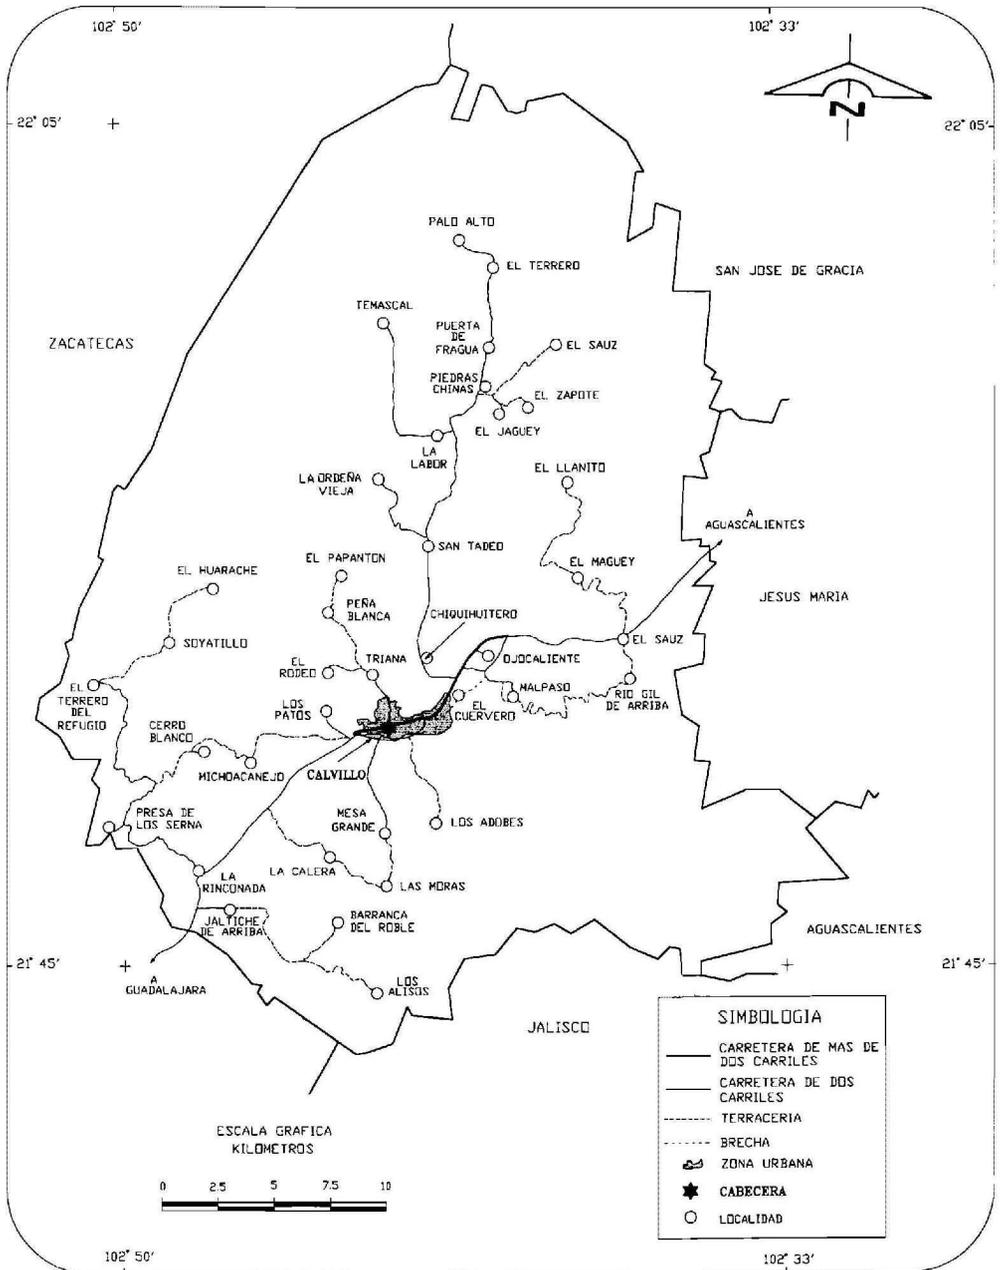 102° 50'
102° 33'
N
22° 05'
22° 05'
PALO ALTO
EL TERRERO
SAN JOSE DE GRACIA
TEMASCAL
ZACATECAS
PUERTA
DE
FRAGUA
EL SAUZ
PIEDRAS
CHINAS
EL ZAPOTE
EL JAGUEY
LA
LABOR
EL LLANITO
LA ORDEÑA
VIEJA
A
AGUASCALIENTES
SAN TADEO
EL PAPANTON
EL MAGUEY
EL HUARACHE
JESUS MARIA
PEÑA
BLANCA
CHIQUIHUITERO
SOYATILLO
EL SAUZ
EL
RODEO
TRIANA
OJOCALIENTE
EL
TERRERO
DEL
REFUGIO
MALPASO
RIO GIL
DE ARRIBA
LOS
PATOS
EL
CUERVERO
CERRO
BLANCO
MICHOACANEJO
CALVILLO
PRESA DE
LOS SERNA
MESA
GRANDE
LOS ADOBES
LA CALERA
LA
RINCONADA
LAS MORAS
JALTICHE
DE ARRIBA
BARRANCA
DEL ROBLE
AGUASCALIENTES
21° 45'
21° 45'
A
GUADALAJARA
LOS
ALISOS
JALISCO
SIMBOLOGIA
CARRETERA DE MAS DE
DOS CARRILES
CARRETERA DE DOS
CARRILES
TERRACERIA
BRECHA
ZONA URBANA
CABECERA
LOCALIDAD
ESCALA GRAFICA
KILOMETROS
0 2.5 5 7.5 10
102° 50'
102° 33'